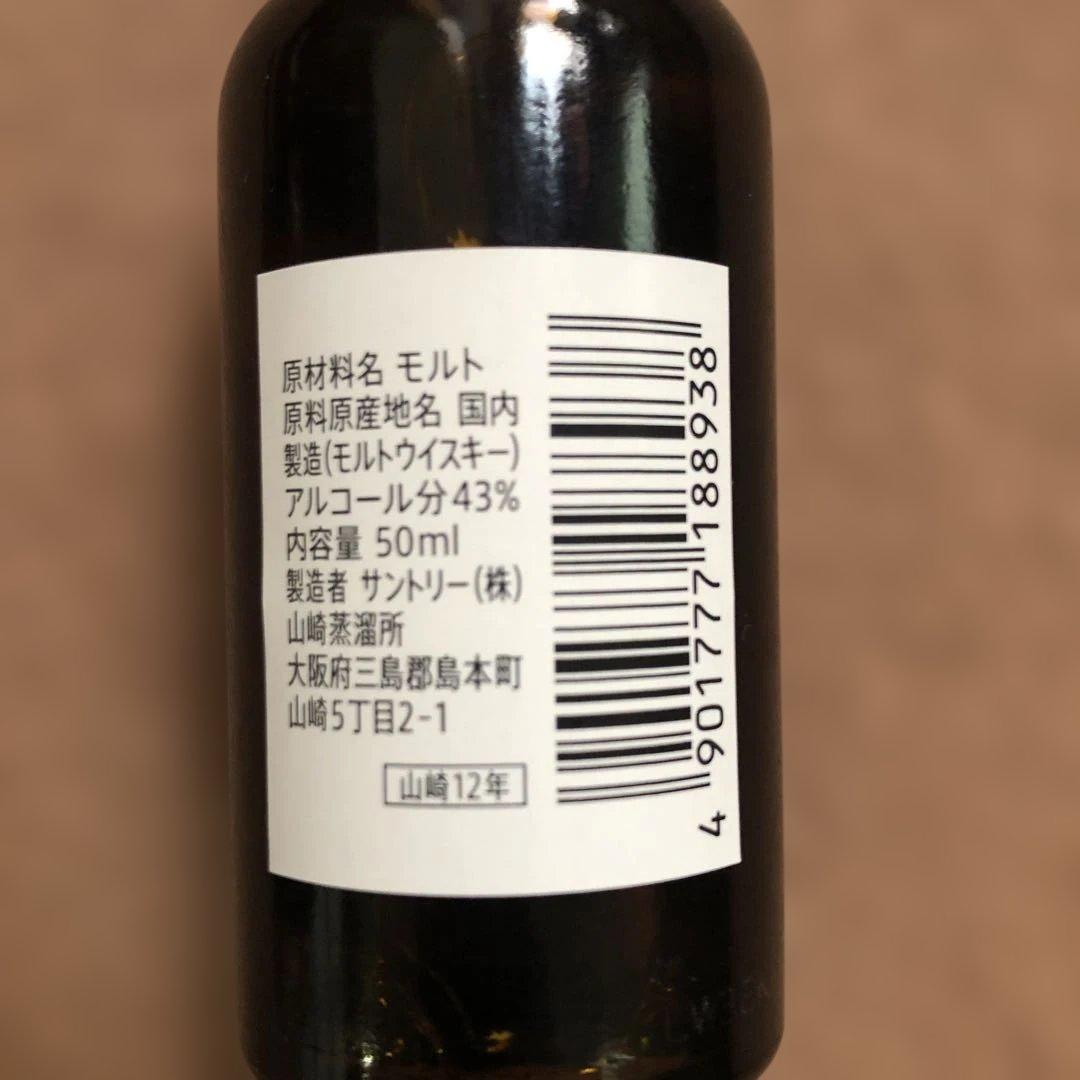 原材料名 モルト
原料原産地名 国内
製造(モルトウイスキー)
アルコール分43%
内容量 50ml
製造者 サントリー(株)
山崎蒸溜所
大阪府三島郡島本町
山崎5丁目2-1
山崎12年
4 901777 188938